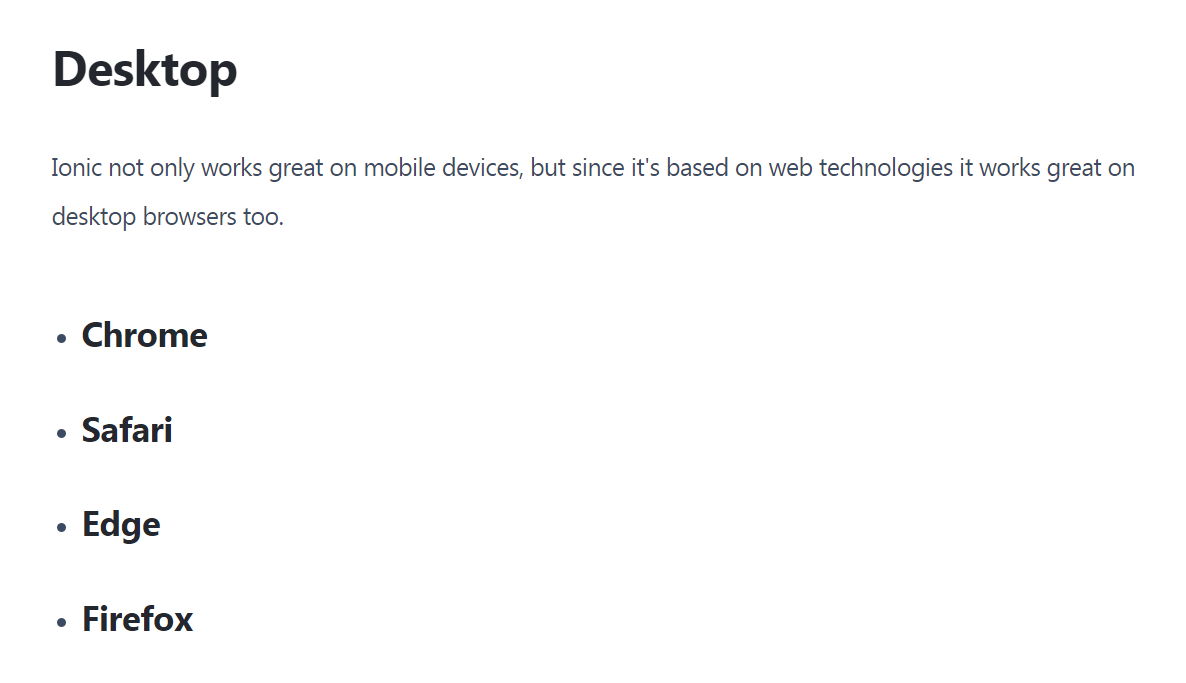 Desktop
Ionic not only works great on mobile devices, but since it's based on web technologies it works great on
desktop browsers too.
• Chrome
• Safari
• Edge
• Firefox